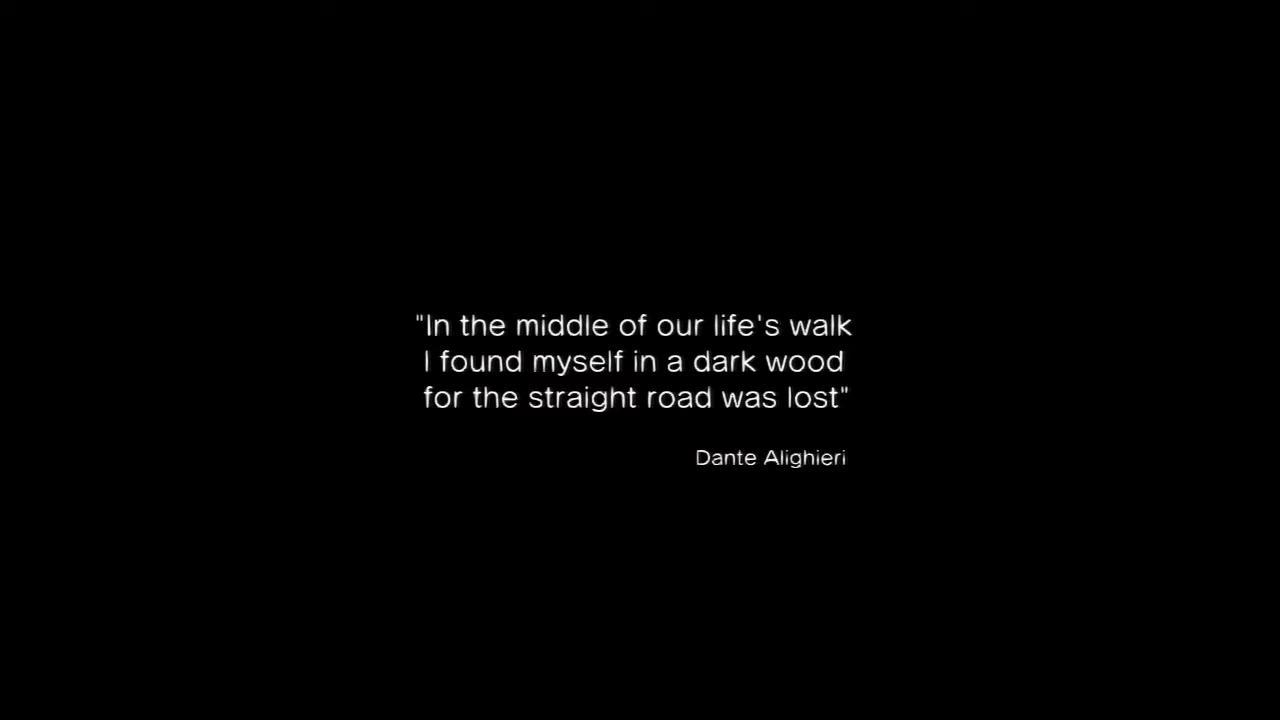 "In the middle of our life's walk
I found myself in a dark wood
for the straight road was lost"
Dante Alighieri